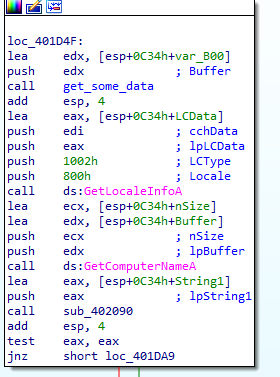 loc_401D4F:
lea edx, [esp+0C34h+var_B00]
push edx ; Buffer
call get_some_data
add esp, 4
lea eax, [esp+0C34h+LCData]
push edi ; cchData
push eax ; lpLCData
push 1002h ; LCType
push 800h ; Locale
call ds:GetLocaleInfoA
lea ecx, [esp+0C34h+nSize]
lea edx, [esp+0C34h+Buffer]
push ecx ; nSize
push edx ; lpBuffer
call ds:GetComputerNameA
lea eax, [esp+0C34h+String1]
push eax ; lpString1
call sub_402090
add esp, 4
test eax, eax
jnz short loc_401DA9